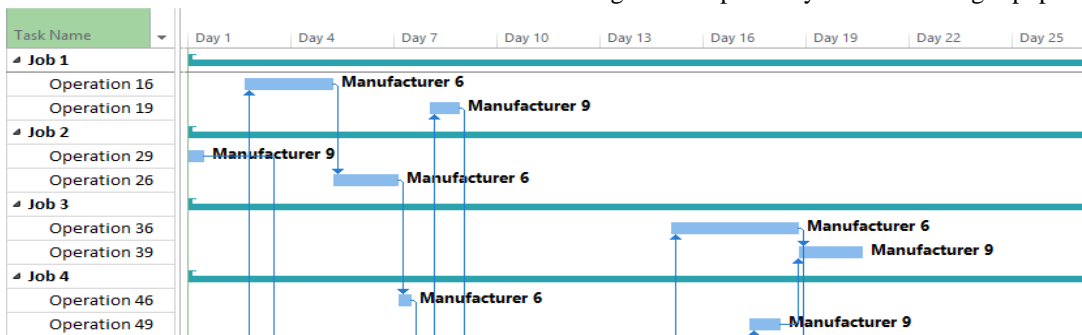 Task Name Day 1 Day 4 Day 7 Day 10 Day 13 Day 16 Day 19 Day 22 Day 25
Job 1
Operation 16 Manufacturer 6
Operation 19 Manufacturer 9
Job 2
Operation 29 Manufacturer 9
Operation 26 Manufacturer 6
Job 3
Operation 36 Manufacturer 6
Operation 39 Manufacturer 9
Job 4
Operation 46 Manufacturer 6
Operation 49 Manufacturer 9